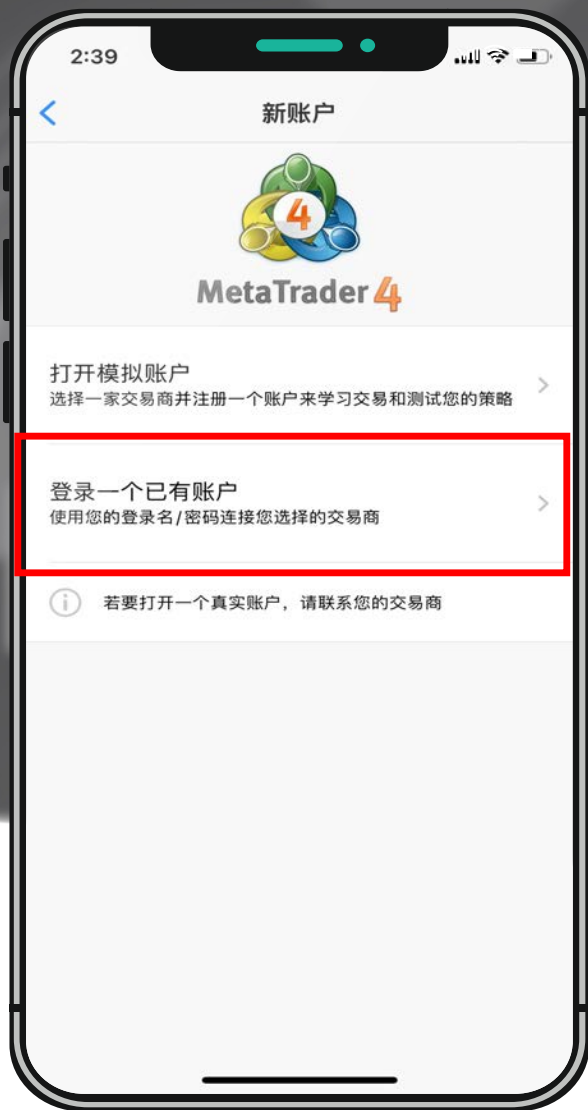 2:39
新账户
4
MetaTrader 4
打开模拟账户
选择一家交易商并注册一个账户来学习交易和测试您的策略
登录一个已有账户
使用您的登录名/密码连接您选择的交易商
若要打开一个真实账户，请联系您的交易商